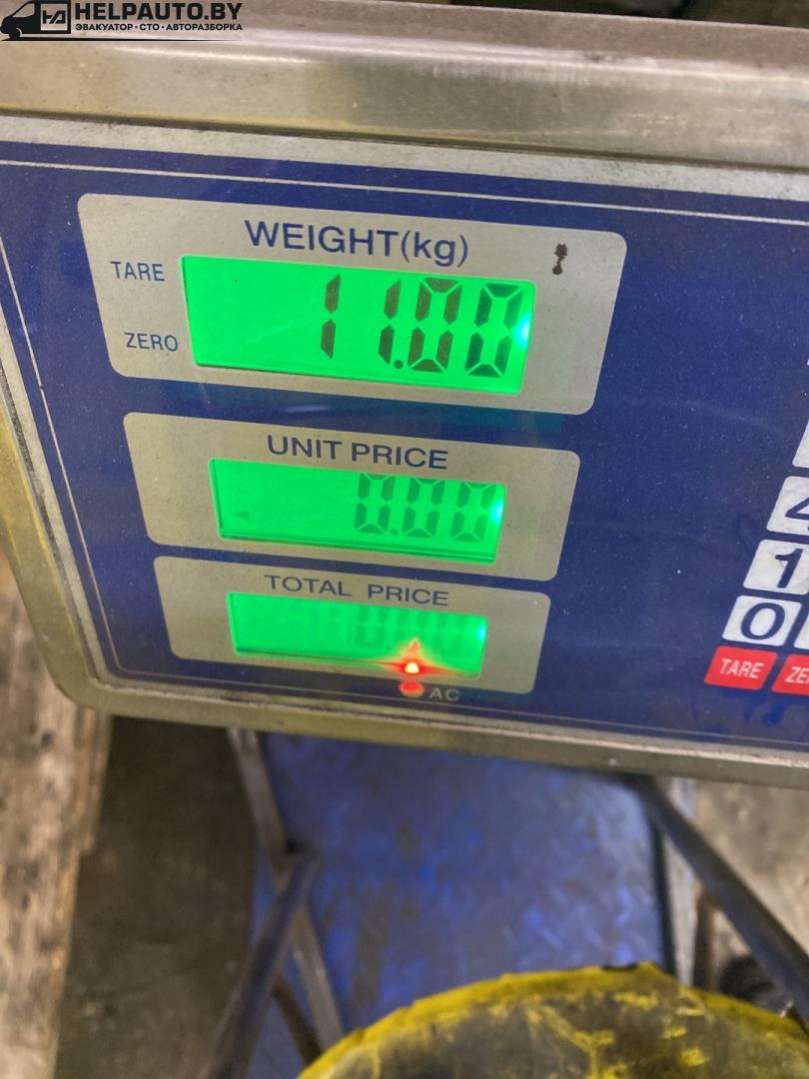 HELPAUTO.BY
ЭВАКУАТОР • СТО • АВТОРАЗБОРКА
WEIGHT(kg)
TARE
11.00
ZERO
UNIT PRICE
0.00
TOTAL PRICE
AC
1
0
TARE